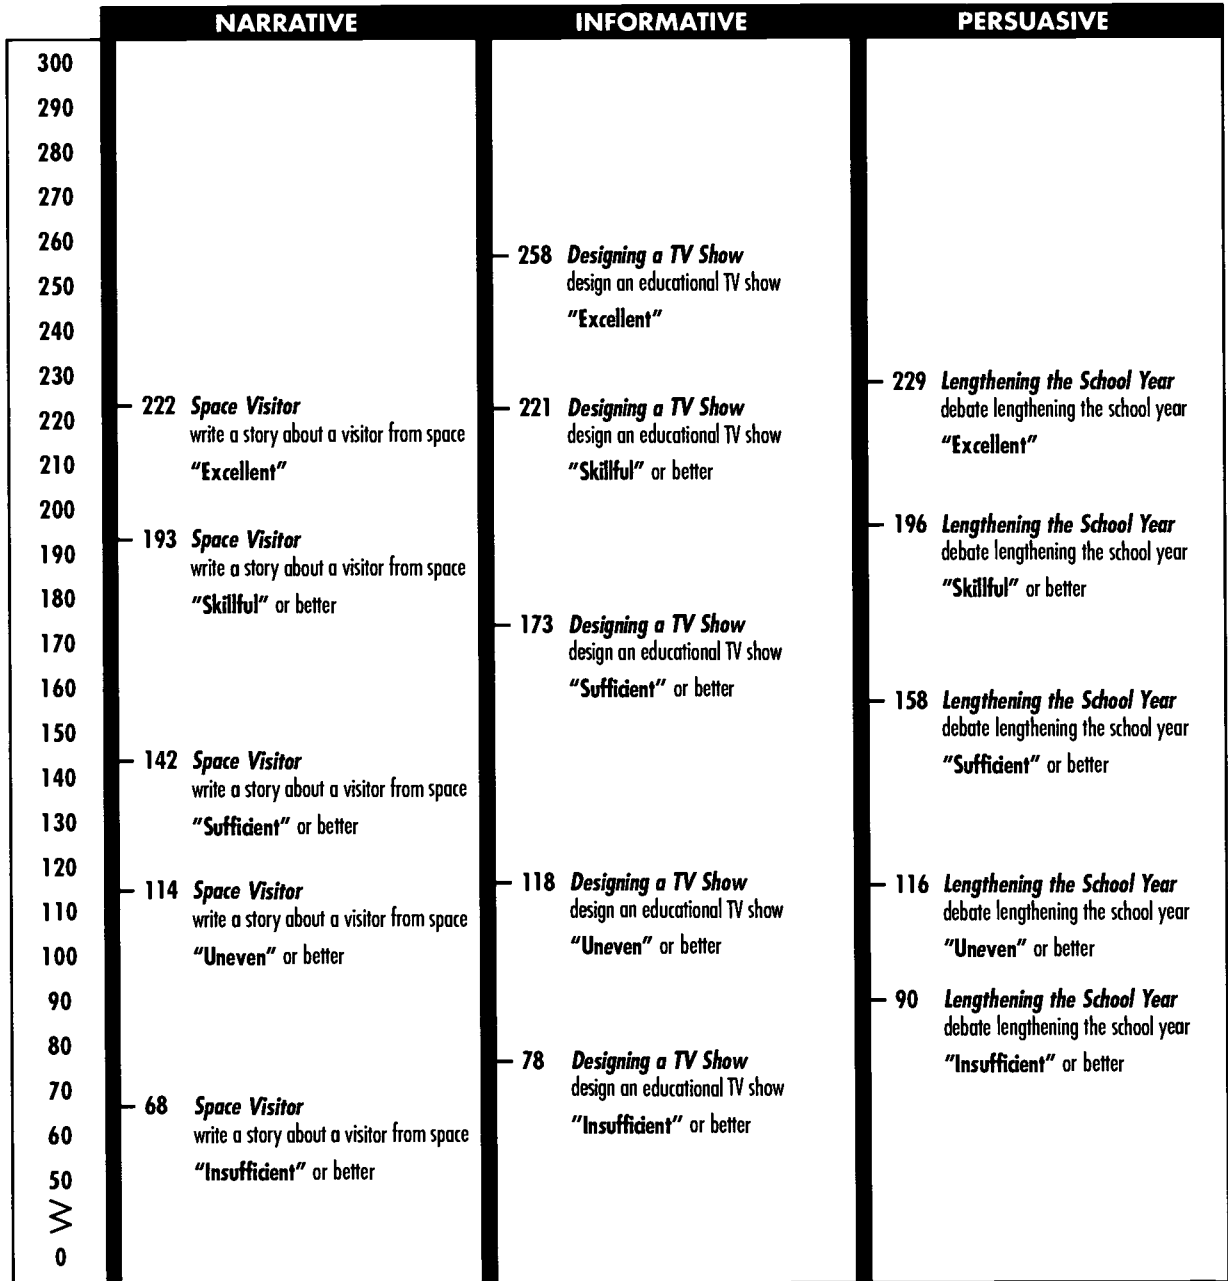 NARRATIVE
INFORMATIVE
PERSUASIVE
300
290
280
270
260
250
240
230
220
210
200
190
180
170
160
150
140
130
120
110
100
90
80
70
60
50
0
222 Space Visitor
write a story about a visitor from space
"Excellent"
193 Space Visitor
write a story about a visitor from space
"Skillful" or better
142 Space Visitor
write a story about a visitor from space
"Sufficient" or better
114 Space Visitor
write a story about a visitor from space
"Uneven" or better
68 Space Visitor
write a story about a visitor from space
"Insufficient" or better
258 Designing a TV Show
design an educational TV show
"Excellent"
221 Designing a TV Show
design an educational TV show
"Skillful" or better
173 Designing a TV Show
design an educational TV show
"Sufficient" or better
118 Designing a TV Show
design an educational TV show
"Uneven" or better
78 Designing a TV Show
design an educational TV show
"Insufficient" or better
229 Lengthening the School Year
debate lengthening the school year
"Excellent"
196 Lengthening the School Year
debate lengthening the school year
"Skillful" or better
158 Lengthening the School Year
debate lengthening the school year
"Sufficient" or better
116 Lengthening the School Year
debate lengthening the school year
"Uneven" or better
90 Lengthening the School Year
debate lengthening the school year
"Insufficient" or better